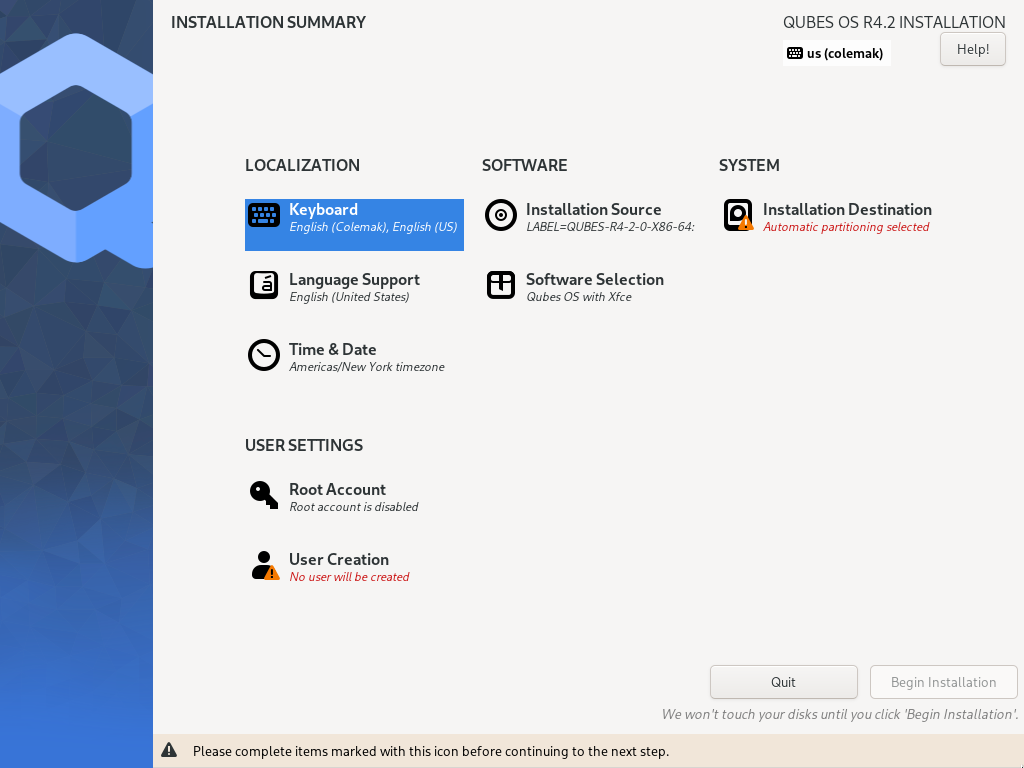 INSTALLATION SUMMARY
QUBES OS R4.2 INSTALLATION
us (colemak)
Help!
LOCALIZATION
Keyboard
English (Colemak), English (US)
Language Support
English (United States)
Time & Date
Americas/New York timezone
SOFTWARE
Installation Source
LABEL=QUBES-R4-2-0-X86-64:
Software Selection
Qubes OS with Xfce
SYSTEM
Installation Destination
Automatic partitioning selected
USER SETTINGS
Root Account
Root account is disabled
User Creation
No user will be created
Quit
Begin Installation
We won't touch your disks until you click 'Begin Installation'.
Please complete items marked with this icon before continuing to the next step.